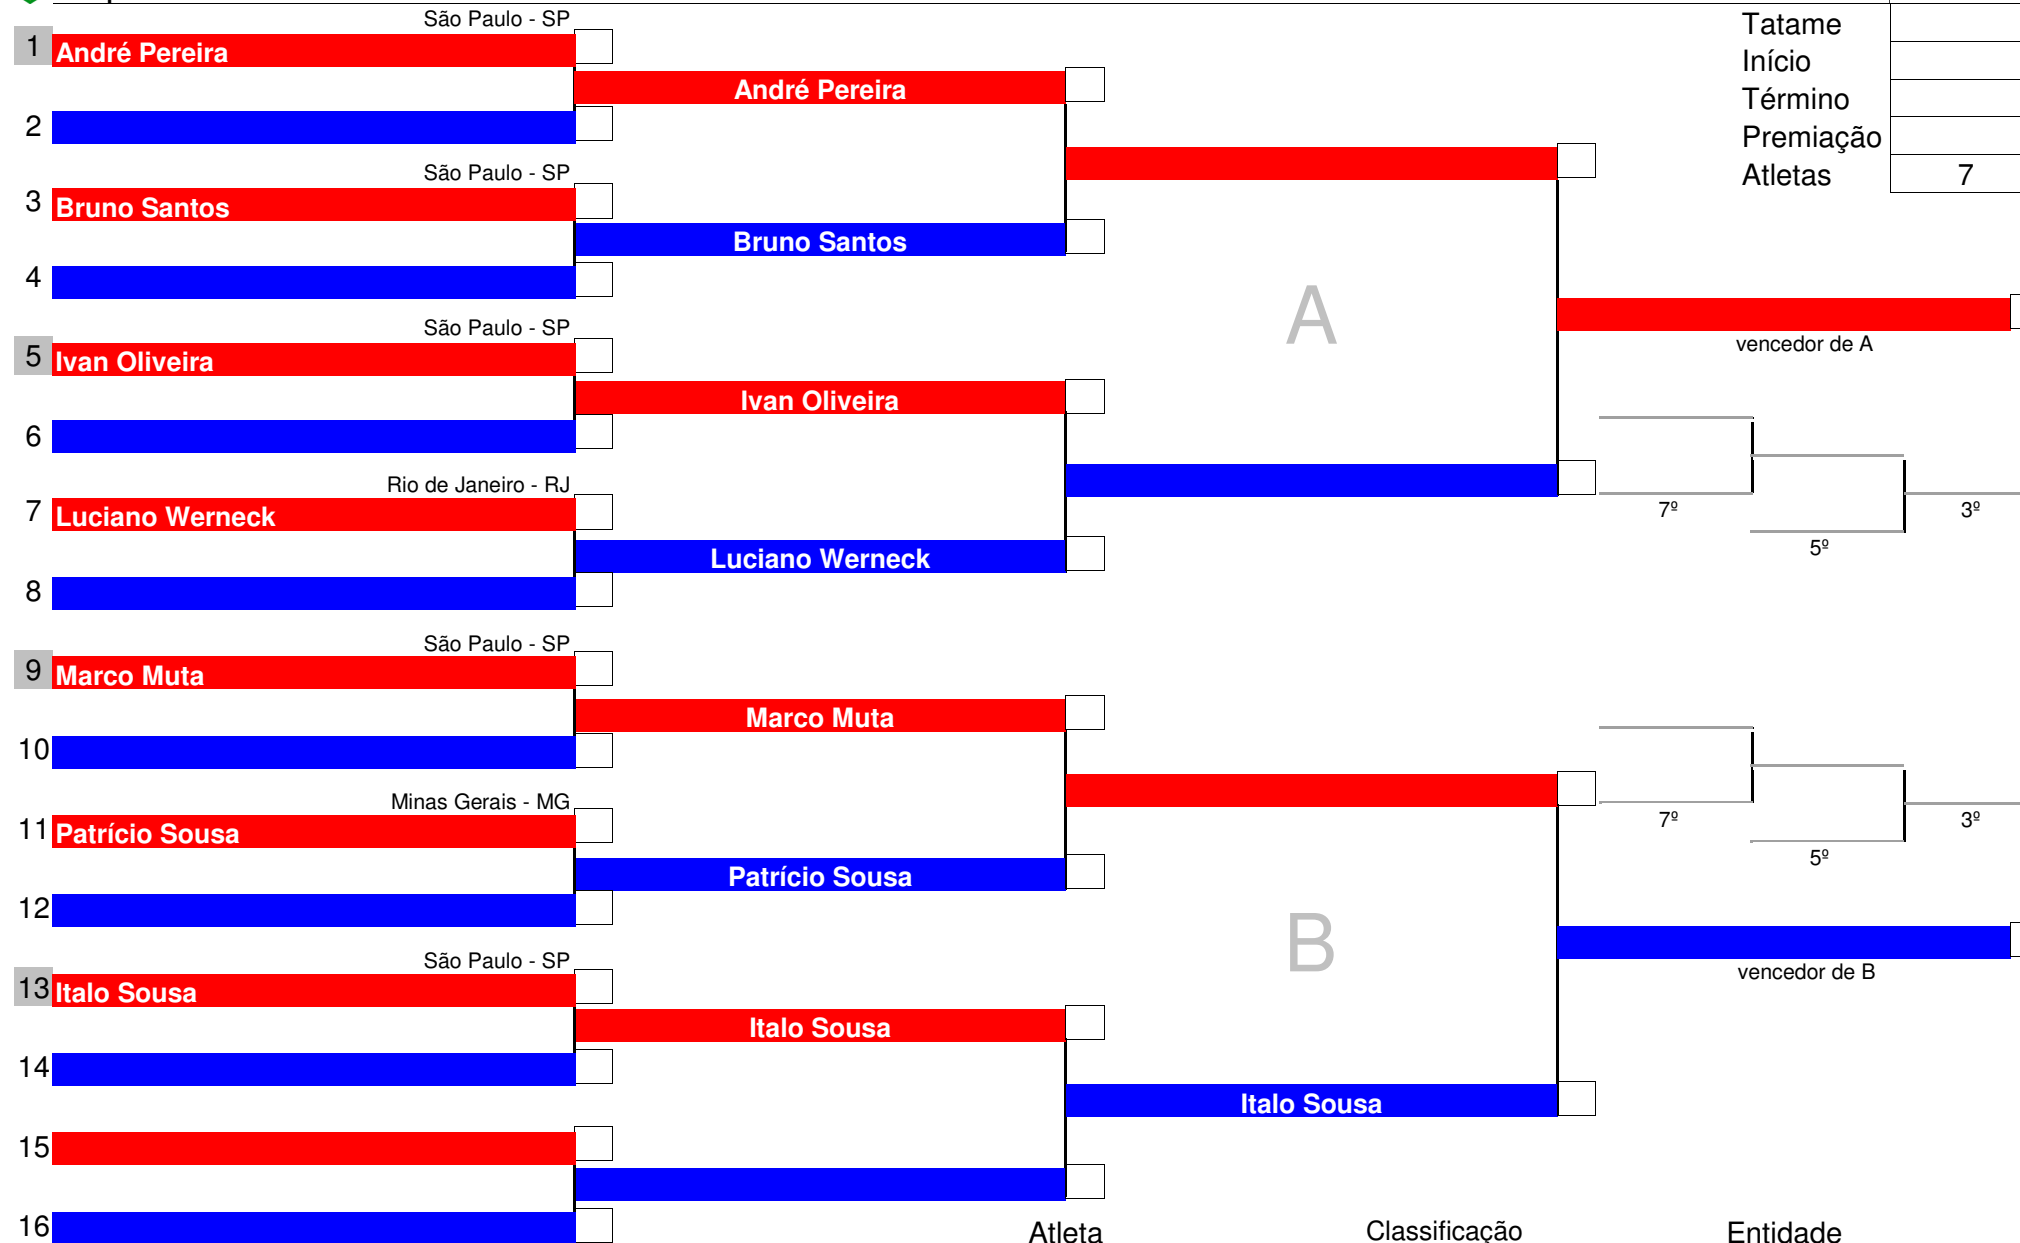 São Paulo - SP
1 André Pereira
André Pereira
2
São Paulo - SP
3 Bruno Santos
Bruno Santos
4
São Paulo - SP
5 Ivan Oliveira
Ivan Oliveira
6
Rio de Janeiro - RJ
7 Luciano Werneck
Luciano Werneck
8
São Paulo - SP
9 Marco Muta
Marco Muta
10
Minas Gerais - MG
11 Patrício Sousa
Patrício Sousa
12
São Paulo - SP
13 Italo Sousa
Italo Sousa
14
Italo Sousa
15
16
A
B
Tatame
Início
Término
Premiação
Atletas 7
vencedor de A
7º
3º
5º
7º
3º
5º
vencedor de B
Atleta Classificação Entidade